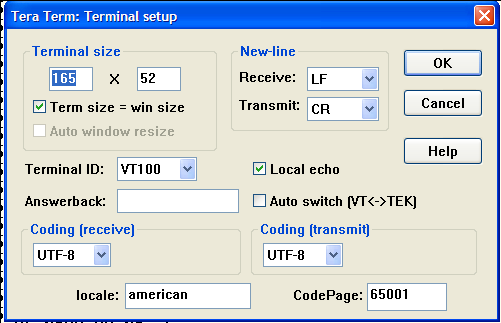 Tera Term: Terminal setup
Terminal size
165 X 52
Term size = win size
Auto window resize
New-line
Receive: LF
Transmit: CR
OK
Cancel
Help
Terminal ID: VT100
Local echo
Answerback:
Auto switch (VT<->TEK)
Coding (receive)
UTF-8
Coding (transmit)
UTF-8
locale: american
CodePage: 65001